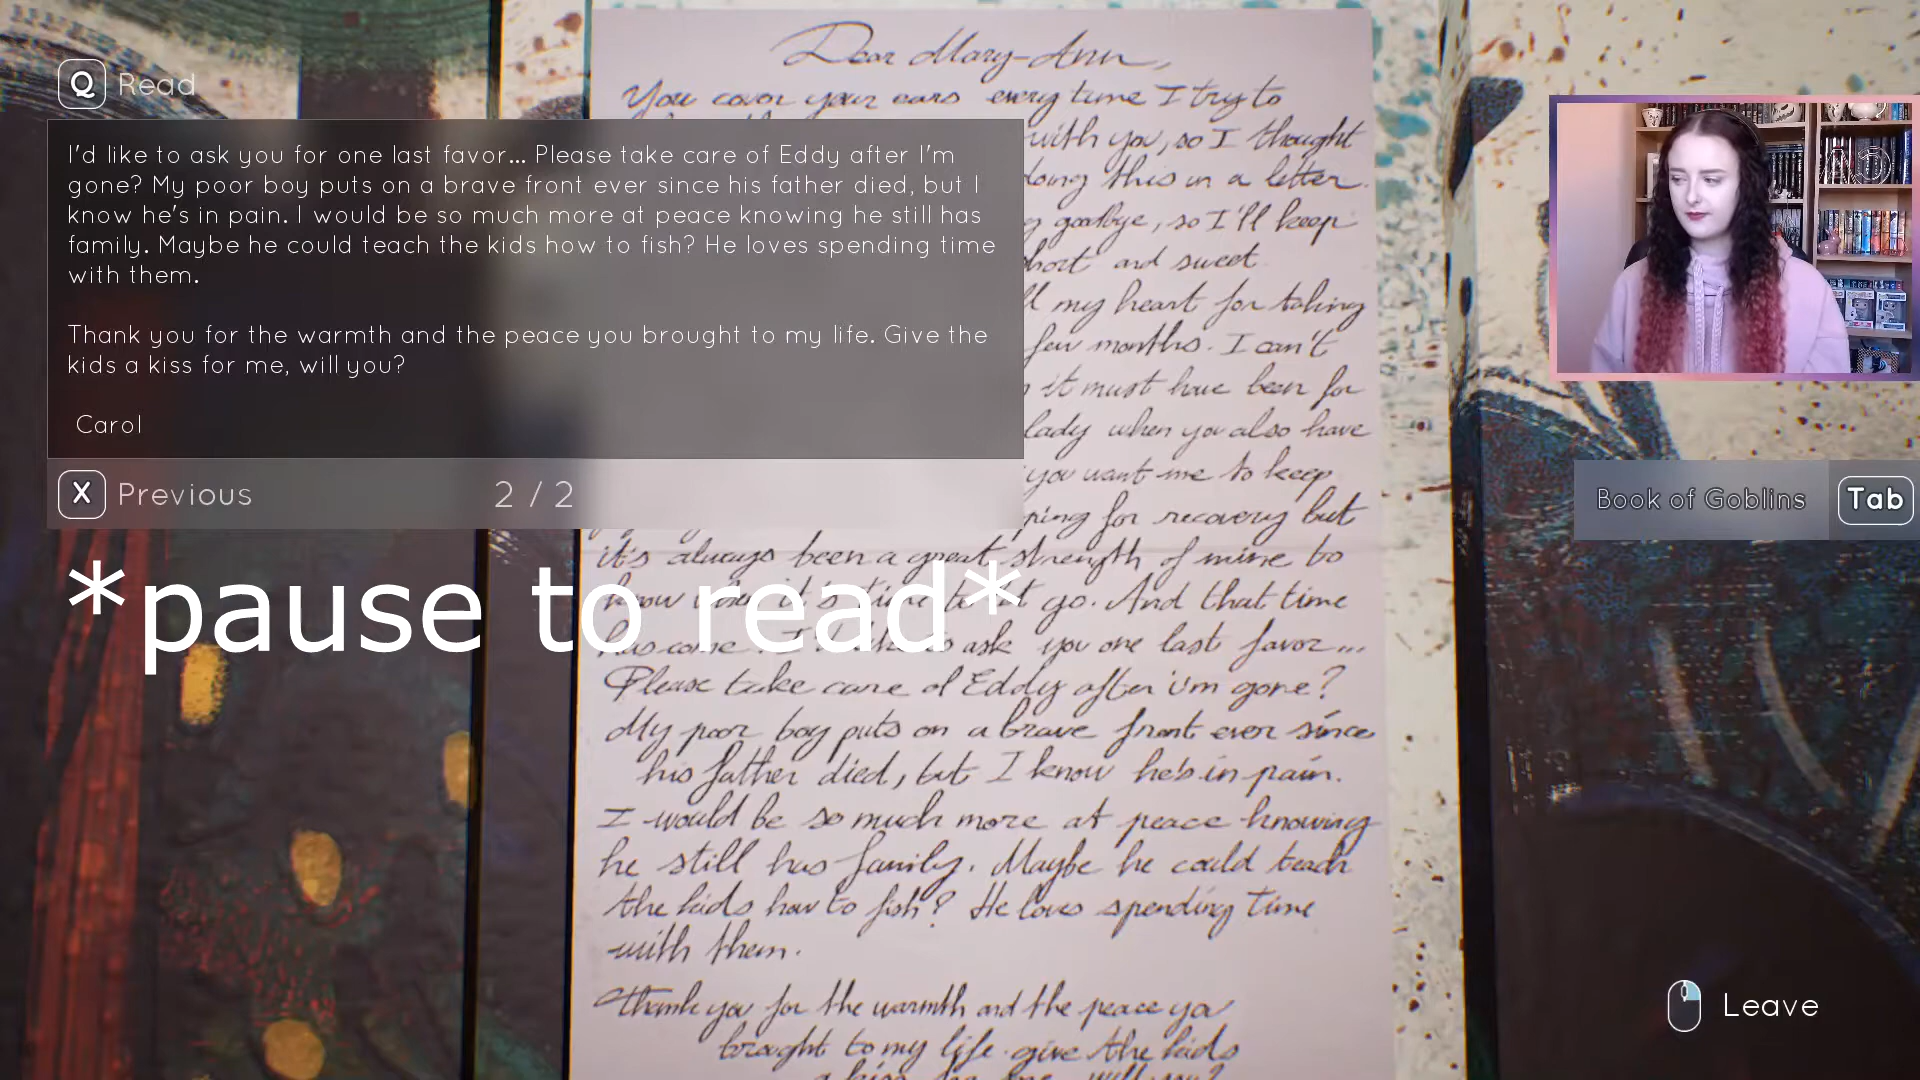 Dear Mary-Ann,
You cover your ears every time I try to
Q Read
I'd like to ask you for one last favor... Please take care of Eddy after I'm
gone? My poor boy puts on a brave front ever since his father died, but I
know he's in pain. I would be so much more at peace knowing he still has
family. Maybe he could teach the kids how to fish? He loves spending time
with them.
Thank you for the warmth and the peace you brought to my life. Give the
kids a kiss for me, will you?
Carol
X Previous 2 / 2
with you, so I thought
doing this in a letter.
goodbye, so I'll keep
short and sweet
my heart for taking
few months. I can't
it must have been for
lady when you also have
you want me to keep
for recovery but
it's always been a great strength of mine to
*pause to read*
go. And that time
ask you one last favor...
Please take care of Eddy after i'm gone?
My poor boy puts on a brave front ever since
his father died, but I know he's in pain.
I would be so much more at peace knowing
he still has family. Maybe he could teach
the kids how to fish? He loves spending time
with them.
Thank you for the warmth and the peace you
brought to my life. give the kids
Book of Goblins Tab
Leave